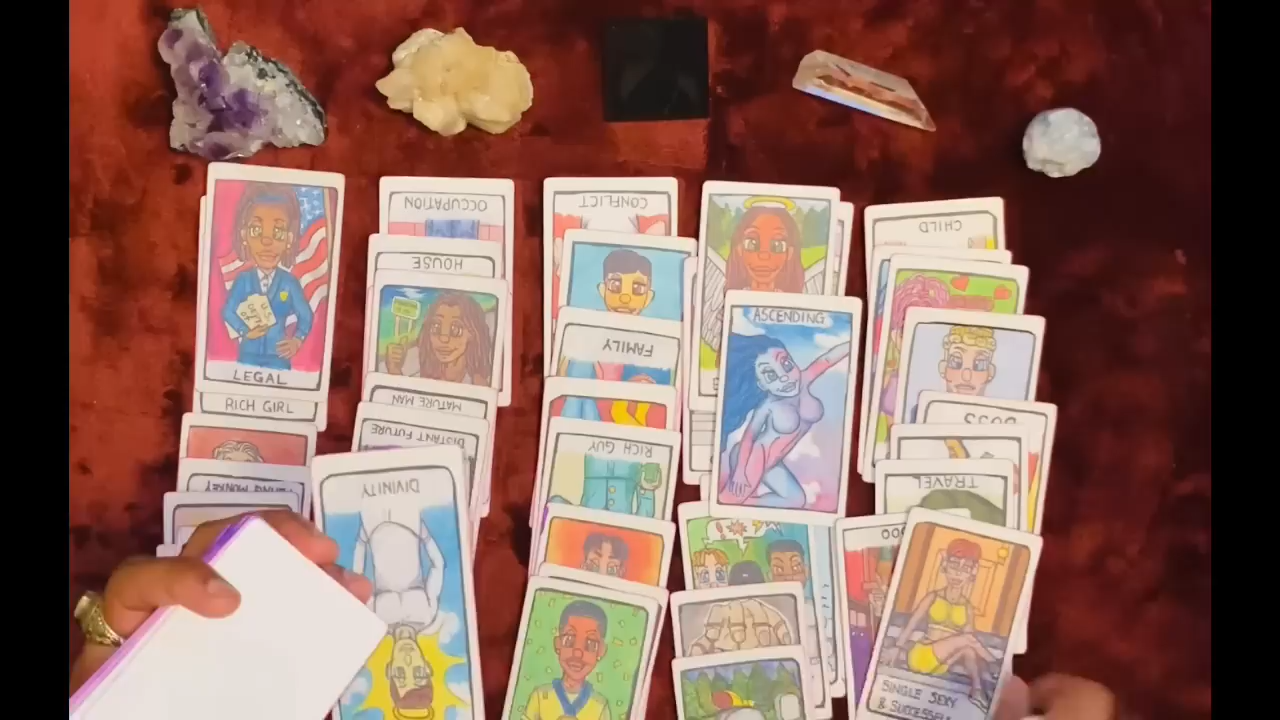 LEGAL
RICH GIRL
OCCUPATION
HOUSE
MATURE MAN
DISTANT FUTURE
DIVINITY
CONFLICT
FAMILY
RICH GUY
ASCENDING
CHILD
BOSS
TRAVEL
SINGLE SEXY
&